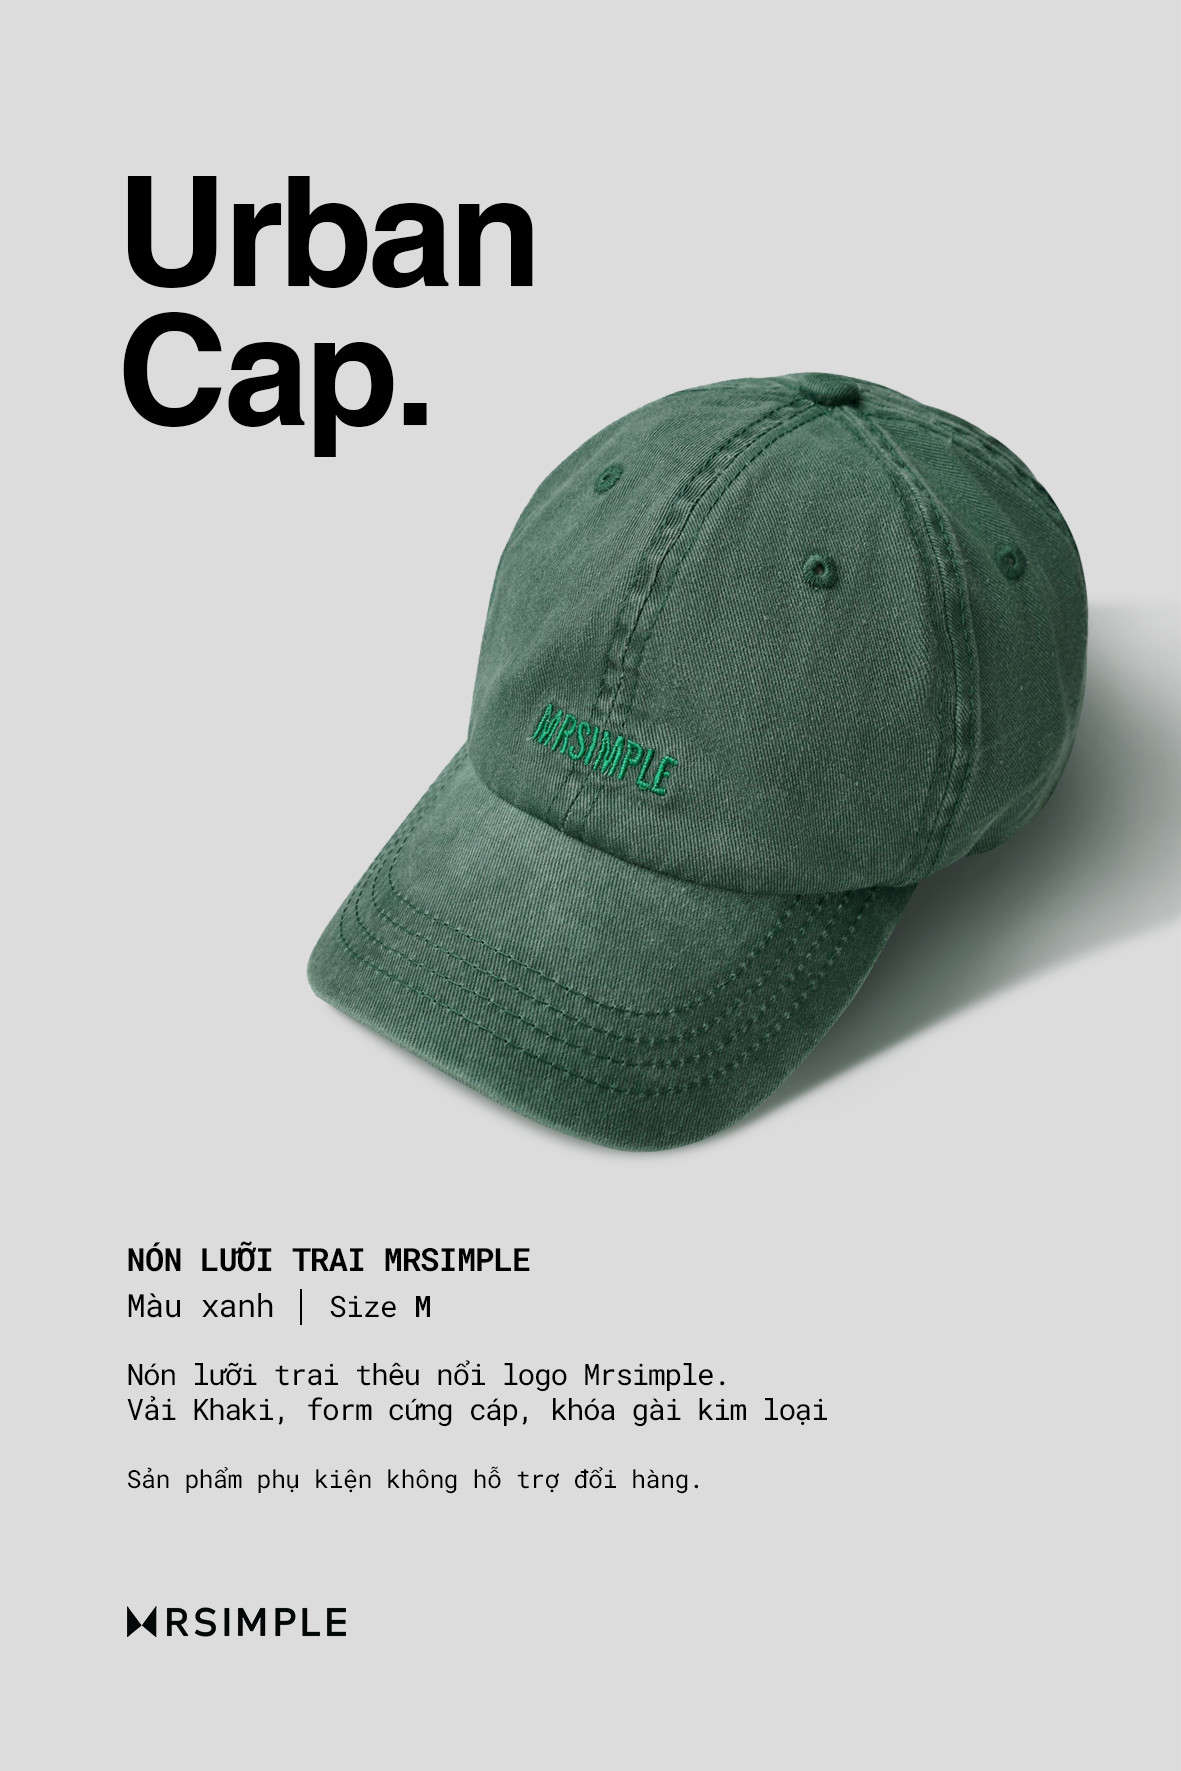 Urban
Cap.
MRSIMPLE
NÓN LƯỠI TRAI MRSIMPLE
Màu xanh | Size M
Nón lưỡi trai thêu nổi logo Mrsimple.
Vải Khaki, form cứng cáp, khóa gài kim loại
Sản phẩm phụ kiện không hỗ trợ đổi hàng.
MRSIMPLE